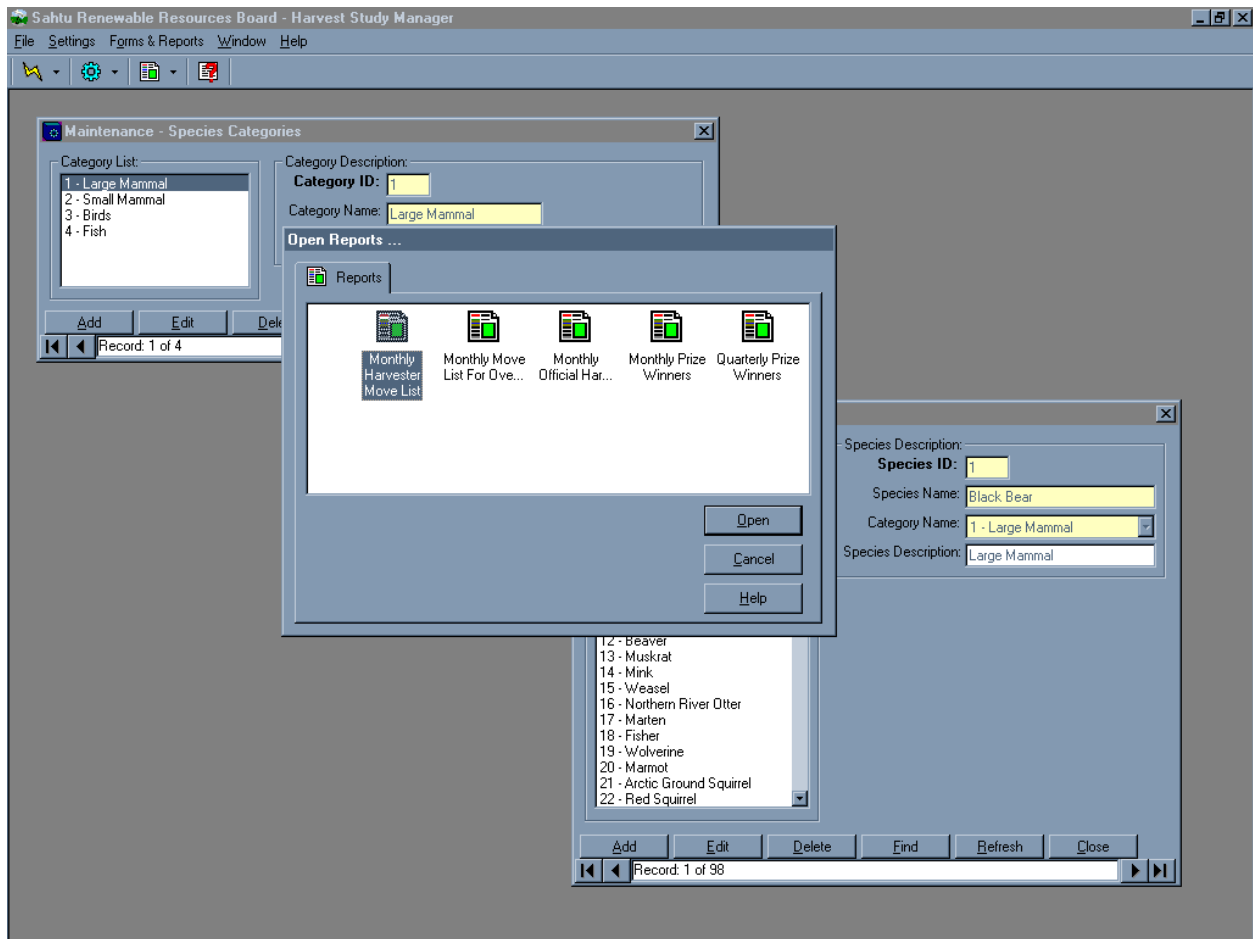 Sahtu Renewable Resources Board - Harvest Study Manager
File Settings Forms & Reports Window Help
Maintenance - Species Categories
Category List:
1 - Large Mammal
2 - Small Mammal
3 - Birds
4 - Fish
Category Description:
Category ID: 1
Category Name: Large Mammal
Add Edit Dele
Record: 1 of 4
Open Reports ...
Reports
Monthly
Harvester
Move List
Monthly Move
List For Ove...
Monthly
Official Har...
Monthly Prize
Winners
Quarterly Prize
Winners
Open
Cancel
Help
Species Description:
Species ID: 1
Species Name: Black Bear
Category Name: 1 - Large Mammal
Species Description: Large Mammal
12 - Beaver
13 - Muskrat
14 - Mink
15 - Weasel
16 - Northern River Otter
17 - Marten
18 - Fisher
19 - Wolverine
20 - Marmot
21 - Arctic Ground Squirrel
22 - Red Squirrel
Add Edit Delete Find Refresh Close
Record: 1 of 98